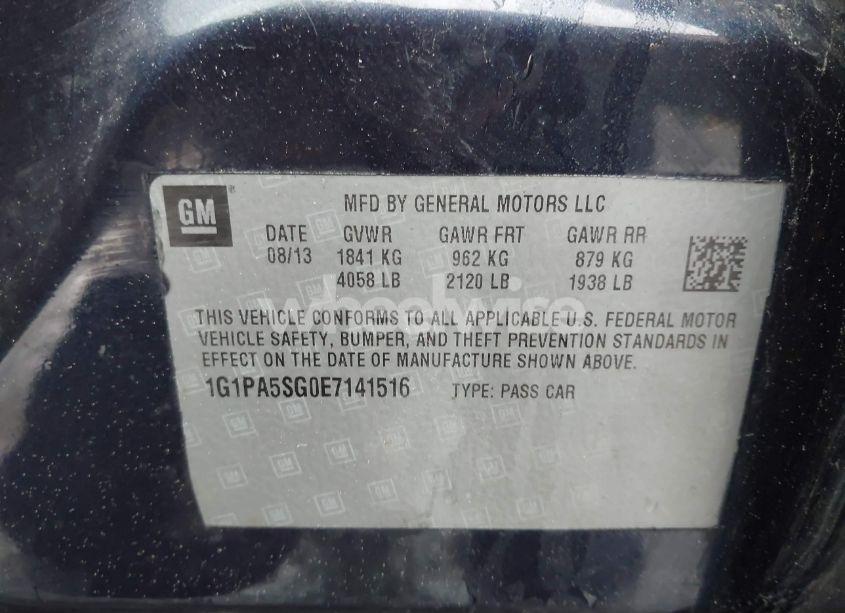 GM
MFD BY GENERAL MOTORS LLC
DATE GVWR GAWR FRT GAWR RR
08/13 1841 KG 962 KG 879 KG
4058 LB 2120 LB 1938 LB
wheelwise
THIS VEHICLE CONFORMS TO ALL APPLICABLE U.S. FEDERAL MOTOR
VEHICLE SAFETY, BUMPER, AND THEFT PREVENTION STANDARDS IN
EFFECT ON THE DATE OF MANUFACTURE SHOWN ABOVE.
1G1PA5SG0E7141516 TYPE: PASS CAR